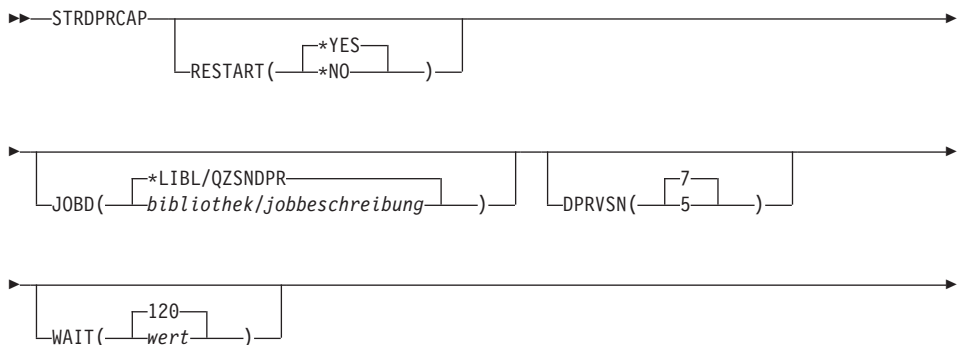 STRDPRCAP
*YES
RESTART( *NO )
*LIBL/QZSNDPR
JOBD( bibliothek/jobbeschreibung )
7
DPRVSN( 5 )
120
WAIT( wert )